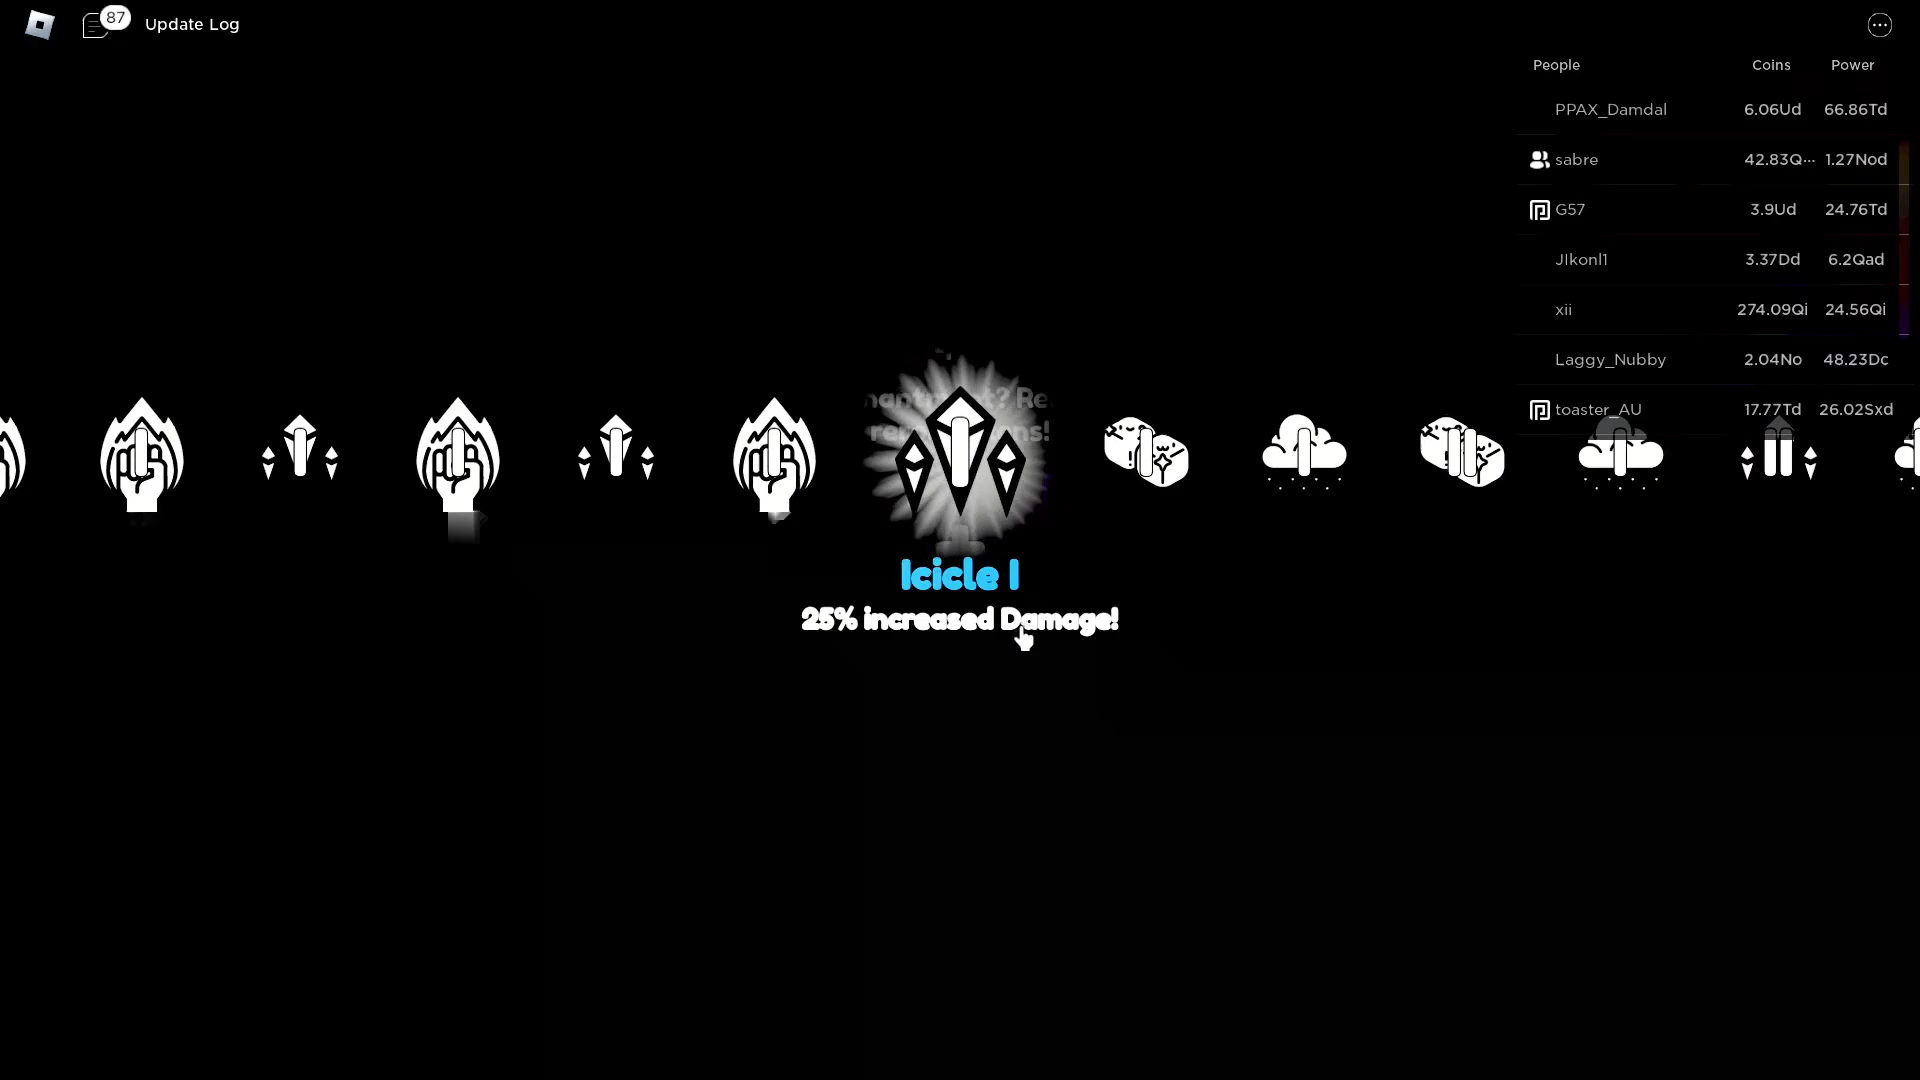 87
Update Log
People Coins Power
PPAX_Damdal 6.06Ud 66.86Td
sabre 42.83Q··· 1.27Nod
G57 3.9Ud 24.76Td
JIkonl1 3.37Dd 6.2Qad
xii 274.09Qi 24.56Qi
Laggy_Nubby 2.04No 48.23Dc
toaster_AU 17.77Td 26.02Sxd
Icicle I
25% increased Damage!